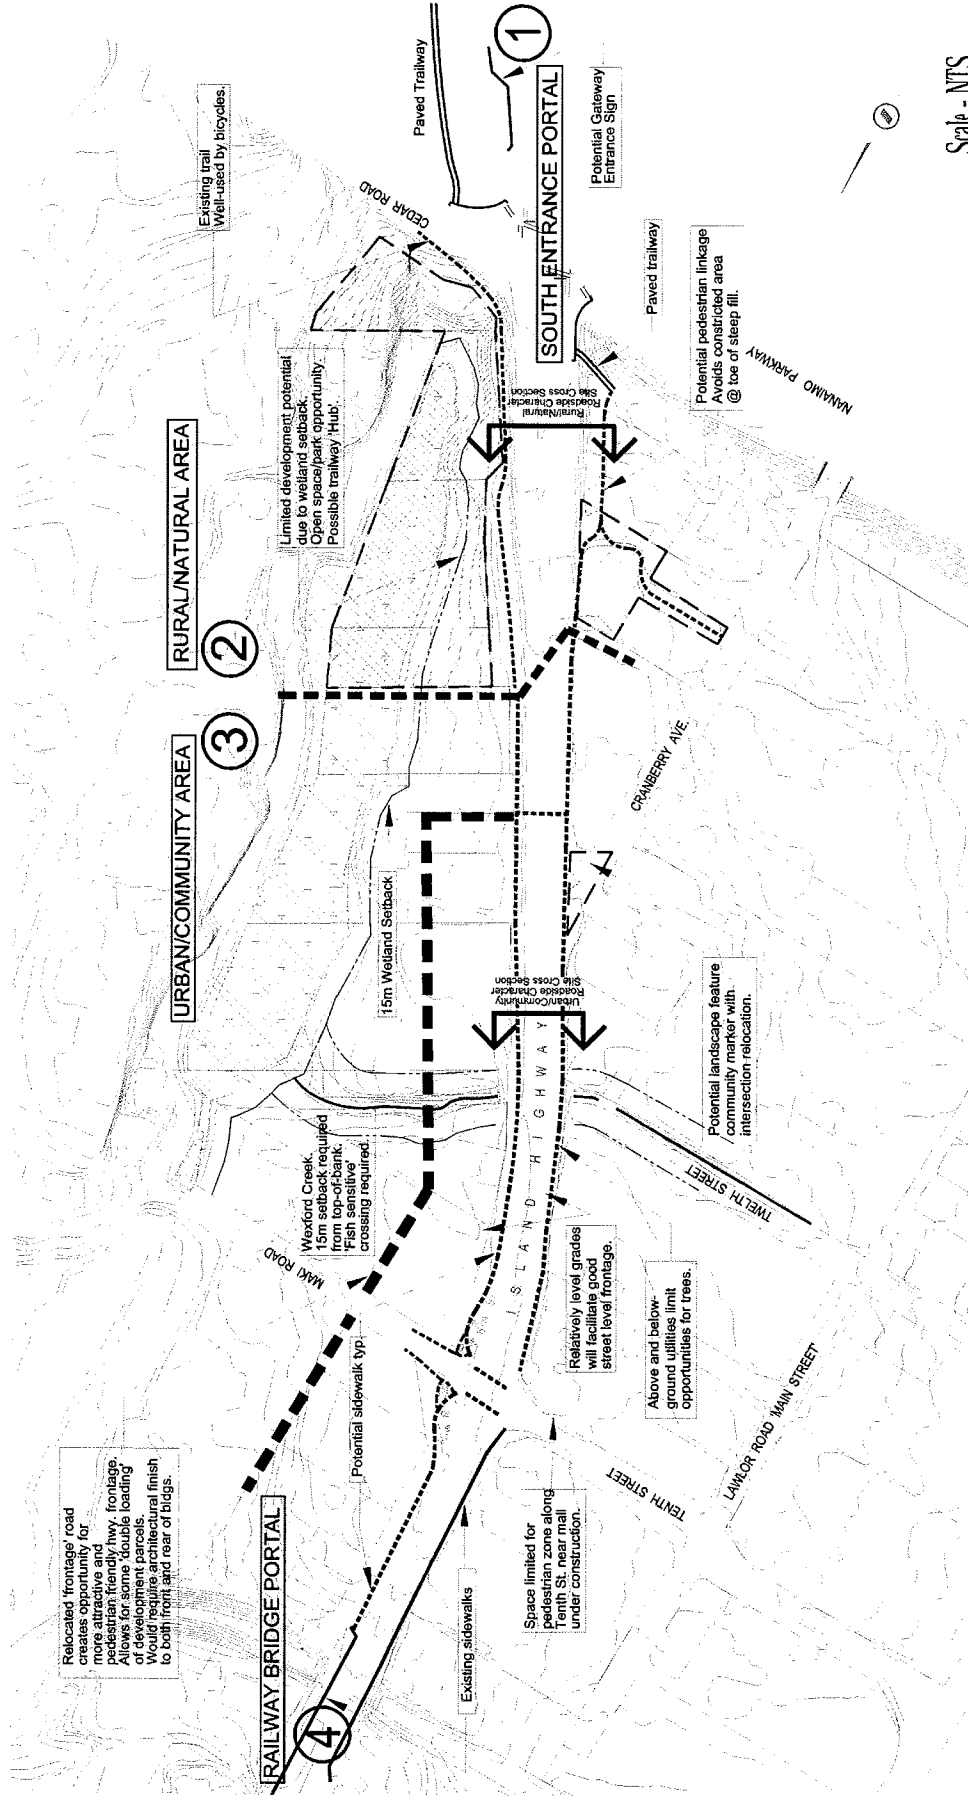 Relocated 'frontage' road
creates opportunity for
more attractive and
pedestrian friendly hwy. frontage.
Allows for some 'double loading'
of development parcels.
Would require architectural finish
to both front and rear of bldgs.
RAILWAY BRIDGE PORTAL
4
Existing sidewalks
Potential sidewalk typ.
Space limited for
pedestrian zone along
Tenth St. near mall
under construction.
TENTH STREET
LAWLOR ROAD 'MAIN STREET'
MAKI ROAD
Wexford Creek.
15m setback required
from top-of-bank.
'Fish sensitive'
crossing required.
Relatively level grades
will facilitate good
street level frontage.
Above and below-
ground utilities limit
opportunities for trees.
ISLAND HIGHWAY
TWELTH STREET
Potential landscape feature
community marker with
intersection relocation.
URBAN/COMMUNITY AREA
3
15m Wetland Setback
Urban/Community
Roadside Character
Site Cross Section
CRANBERRY AVE.
RURAL/NATURAL AREA
2
Limited development potential
due to wetland setback.
Open space/park opportunity.
Possible trailway 'Hub'.
Rural/Natural
Roadside Character
Site Cross Section
Existing trail
Well-used by bicycles.
CEDAR ROAD
Paved Trailway
1
SOUTH ENTRANCE PORTAL
Potential Gateway
Entrance Sign
Paved trailway
Potential pedestrian linkage
Avoids constricted area
@ toe of steep fill.
NANAIMO PARKWAY
Scale - NTS